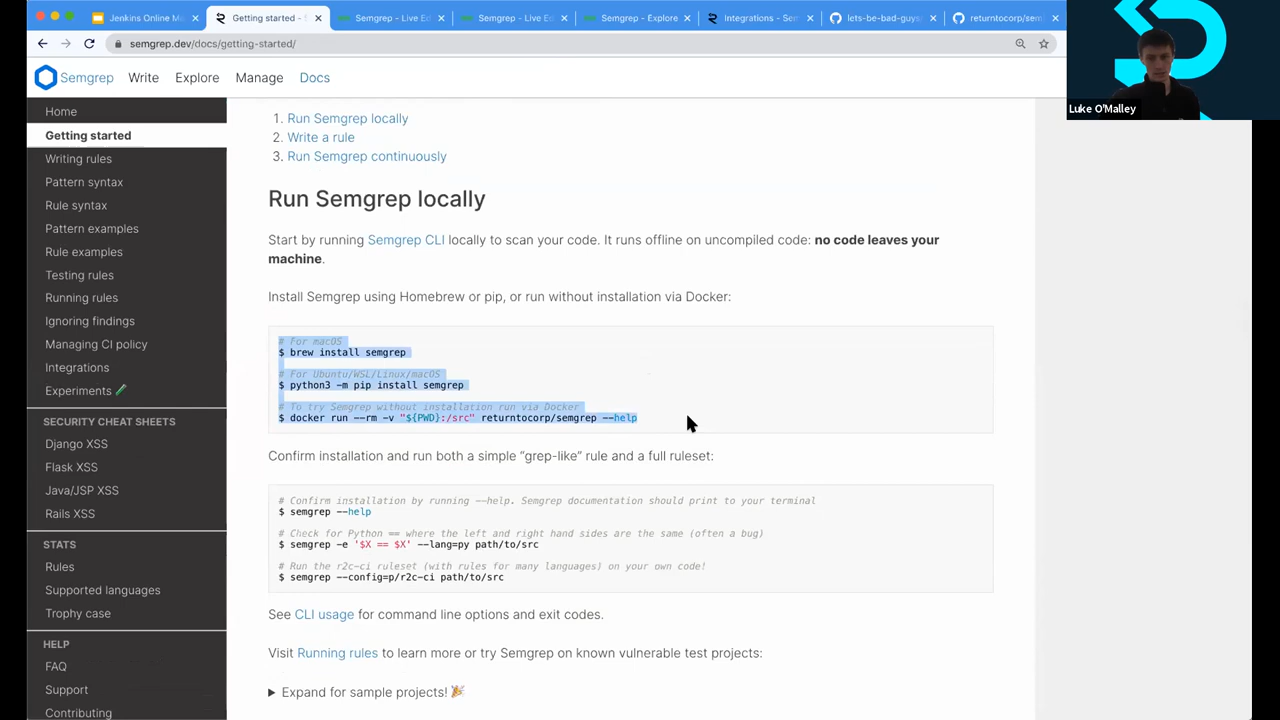 Jenkins Online M
Getting started -
Semgrep - Live Ed
Semgrep - Live Ed
Semgrep - Explore
Integrations - Sem
lets-be-bad-guys
returntocorp/sem
semgrep.dev/docs/getting-started/
Luke O'Malley
Semgrep Write Explore Manage Docs
Home
Getting started
Writing rules
Pattern syntax
Rule syntax
Pattern examples
Rule examples
Testing rules
Running rules
Ignoring findings
Managing CI policy
Integrations
Experiments
SECURITY CHEAT SHEETS
Django XSS
Flask XSS
Java/JSP XSS
Rails XSS
STATS
Rules
Supported languages
Trophy case
HELP
FAQ
Support
Contributing
1. Run Semgrep locally
2. Write a rule
3. Run Semgrep continuously
Run Semgrep locally
Start by running Semgrep CLI locally to scan your code. It runs offline on uncompiled code: no code leaves your
machine.
Install Semgrep using Homebrew or pip, or run without installation via Docker:
# For macOS
$ brew install semgrep
# For Ubuntu/WSL/Linux/macOS
$ python3 -m pip install semgrep
# To try Semgrep without installation run via Docker
$ docker run --rm -v "${PWD}:/src" returntocorp/semgrep --help
Confirm installation and run both a simple “grep-like” rule and a full ruleset:
# Confirm installation by running --help. Semgrep documentation should print to your terminal
$ semgrep --help
# Check for Python == where the left and right hand sides are the same (often a bug)
$ semgrep -e '$X == $X' --lang=py path/to/src
# Run the r2c-ci ruleset (with rules for many languages) on your own code!
$ semgrep --config=p/r2c-ci path/to/src
See CLI usage for command line options and exit codes.
Visit Running rules to learn more or try Semgrep on known vulnerable test projects:
Expand for sample projects!